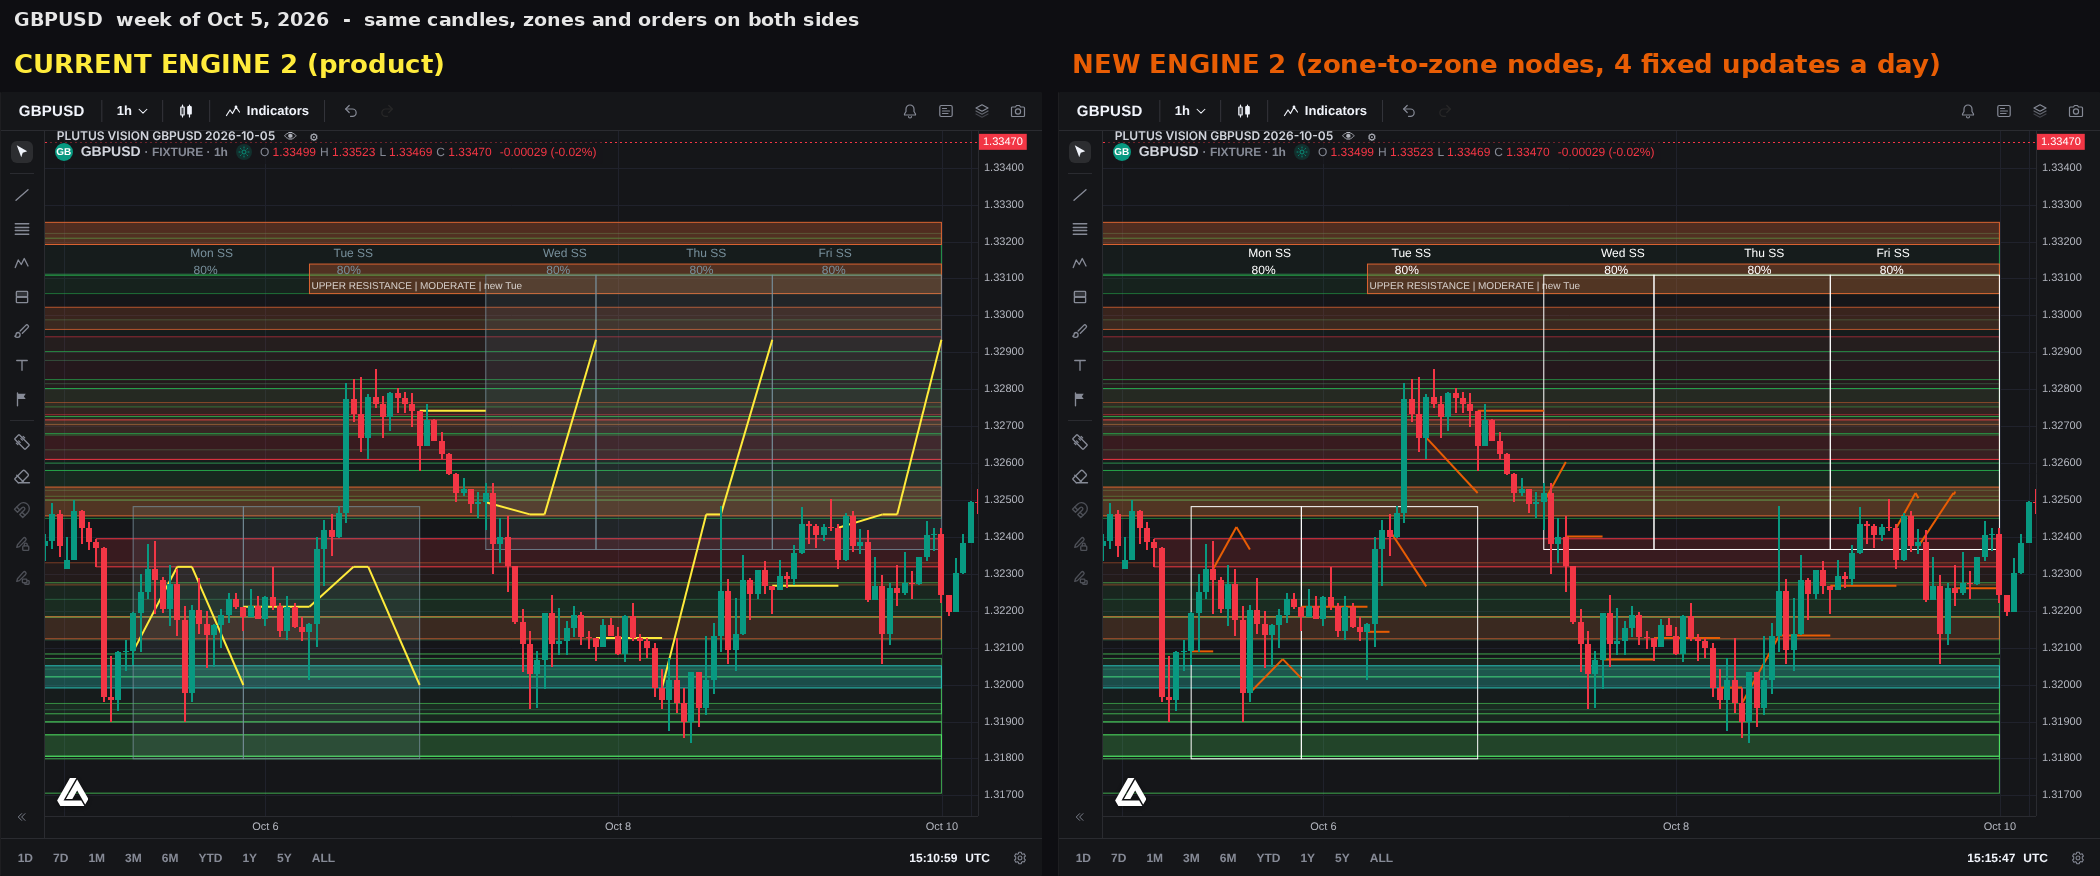 GBPUSD week of Oct 5, 2026 - same candles, zones and orders on both sides
CURRENT ENGINE 2 (product)
GBPUSD 1h Indicators
PLUTUS VISION GBPUSD 2026-10-05
GB GBPUSD · FIXTURE · 1h O 1.33499 H 1.33523 L 1.33469 C 1.33470 -0.00029 (-0.02%)
1.33470
1.33400
1.33300
1.33200
1.33100
1.33000
1.32900
1.32800
1.32700
1.32600
1.32500
1.32400
1.32300
1.32200
1.32100
1.32000
1.31900
1.31800
1.31700
Mon SS Tue SS Wed SS Thu SS Fri SS
80% 80% 80% 80% 80%
UPPER RESISTANCE | MODERATE | new Tue
Oct 6 Oct 8 Oct 10
1D 7D 1M 3M 6M YTD 1Y 5Y ALL 15:10:59 UTC
NEW ENGINE 2 (zone-to-zone nodes, 4 fixed updates a day)
GBPUSD 1h Indicators
PLUTUS VISION GBPUSD 2026-10-05
GB GBPUSD · FIXTURE · 1h O 1.33499 H 1.33523 L 1.33469 C 1.33470 -0.00029 (-0.02%)
1.33470
1.33400
1.33300
1.33200
1.33100
1.33000
1.32900
1.32800
1.32700
1.32600
1.32500
1.32400
1.32300
1.32200
1.32100
1.32000
1.31900
1.31800
1.31700
Mon SS Tue SS Wed SS Thu SS Fri SS
80% 80% 80% 80% 80%
UPPER RESISTANCE | MODERATE | new Tue
Oct 6 Oct 8 Oct 10
1D 7D 1M 3M 6M YTD 1Y 5Y ALL 15:15:47 UTC